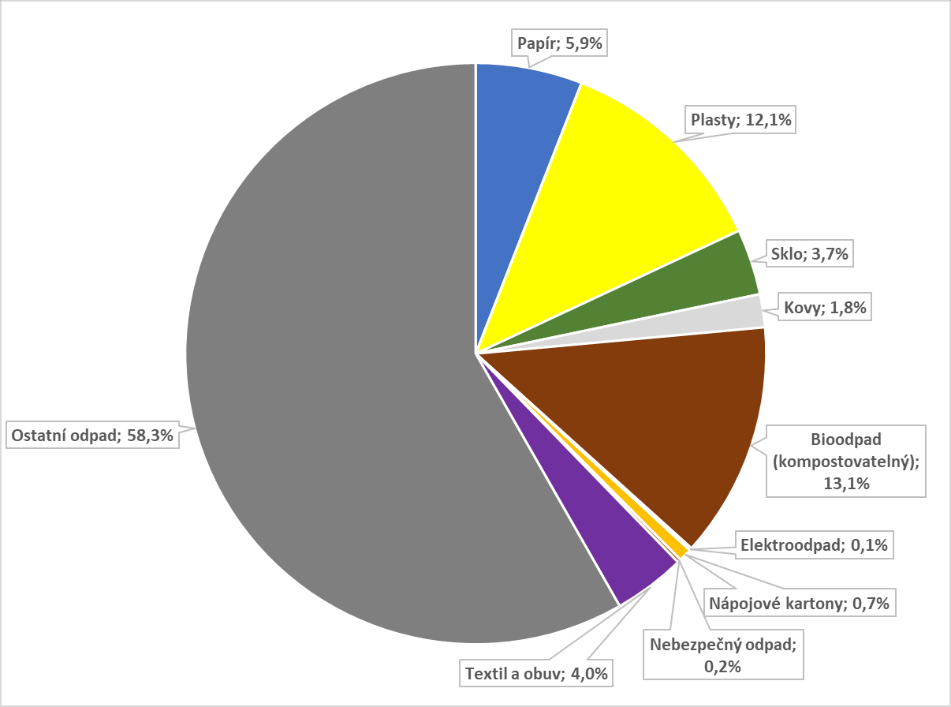 Papír; 5,9%
Plasty; 12,1%
Sklo; 3,7%
Kovy; 1,8%
Bioodpad
(kompostovatelný);
13,1%
Elektroodpad; 0,1%
Nápojové kartony; 0,7%
Nebezpečný odpad;
0,2%
Textil a obuv; 4,0%
Ostatní odpad; 58,3%